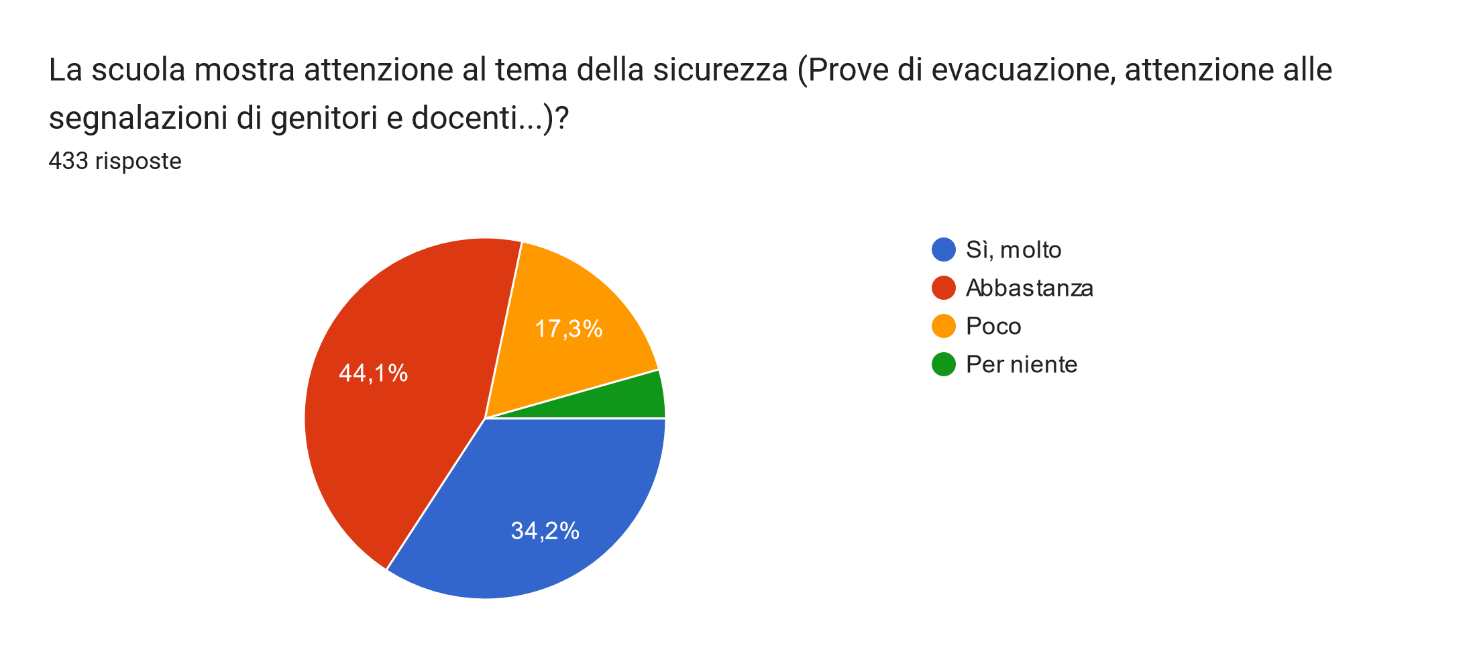 La scuola mostra attenzione al tema della sicurezza (Prove di evacuazione, attenzione alle
segnalazioni di genitori e docenti...)?
433 risposte
Sì, molto
Abbastanza
Poco
Per niente
17,3%
44,1%
34,2%